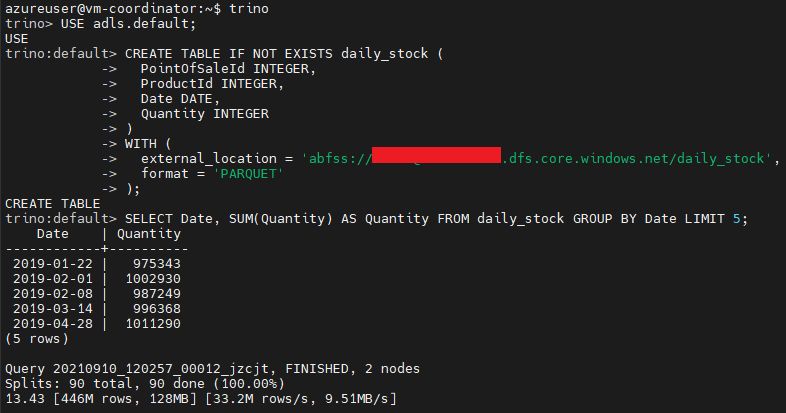 azureuser@vm-coordinator:~$ trino
trino> USE adls.default;
USE
trino:default> CREATE TABLE IF NOT EXISTS daily_stock (
            ->   PointOfSaleId INTEGER,
            ->   ProductId INTEGER,
            ->   Date DATE,
            ->   Quantity INTEGER
            -> )
            -> WITH (
            ->   external_location = 'abfss://.dfs.core.windows.net/daily_stock',
            ->   format = 'PARQUET'
            -> );
CREATE TABLE
trino:default> SELECT Date, SUM(Quantity) AS Quantity FROM daily_stock GROUP BY Date LIMIT 5;
    Date    | Quantity
------------+----------
 2019-01-22 |   975343
 2019-02-01 |  1002930
 2019-02-08 |   987249
 2019-03-14 |   996368
 2019-04-28 |  1011290
(5 rows)

Query 20210910_120257_00012_jzcjt, FINISHED, 2 nodes
Splits: 90 total, 90 done (100.00%)
13.43 [446M rows, 128MB] [33.2M rows/s, 9.51MB/s]